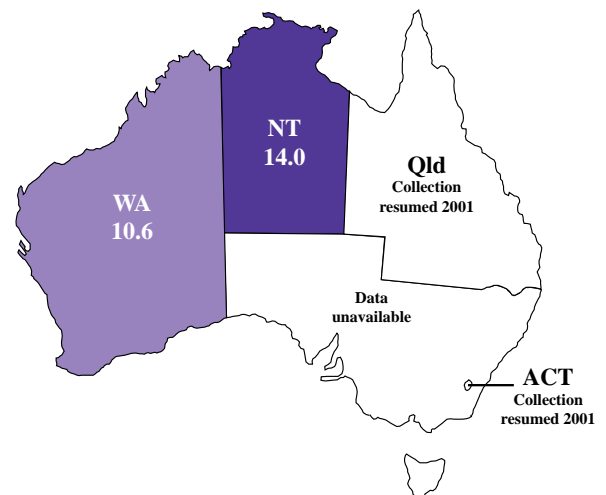 NT
14.0
Qld
Collection
resumed 2001
WA
10.6
Data
unavailable
ACT
Collection
resumed 2001